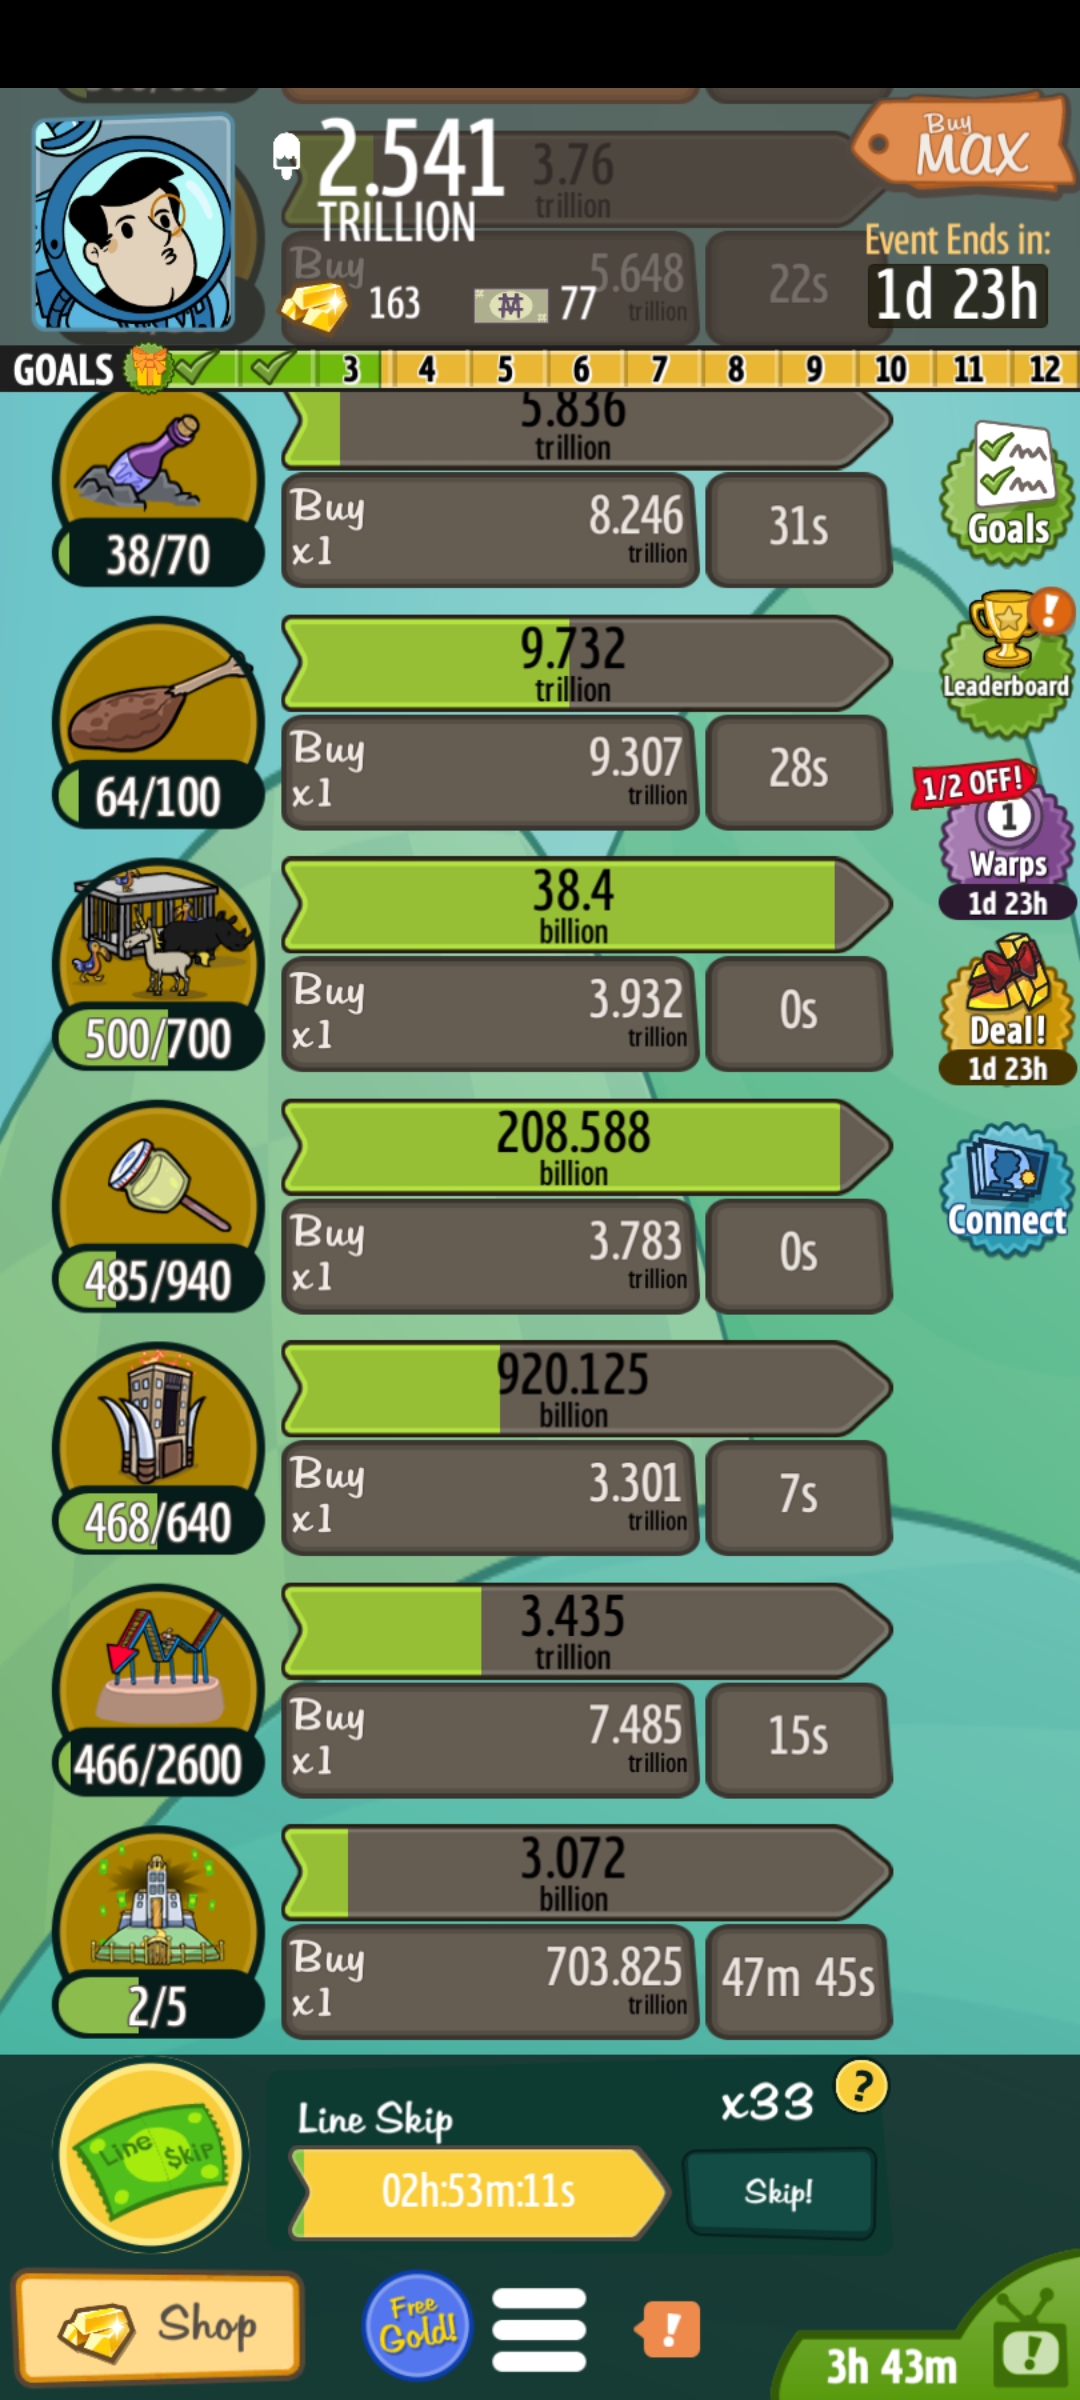 Buy
MAX
2.541
TRILLION
3.76
trillion
Buy
5.648
trillion
22s
163
77
Event Ends in:
1d 23h
GOALS 3 4 5 6 7 8 9 10 11 12
5.836
trillion
38/70
Buy
x1
8.246
trillion
31s
Goals
9.732
trillion
64/100
Buy
x1
9.307
trillion
28s
!
Leaderboard
1/2 OFF!
1
Warps
1d 23h
38.4
billion
500/700
Buy
x1
3.932
trillion
0s
Deal!
1d 23h
208.588
billion
485/940
Buy
x1
3.783
trillion
0s
Connect
920.125
billion
468/640
Buy
x1
3.301
trillion
7s
3.435
trillion
466/2600
Buy
x1
7.485
trillion
15s
3.072
billion
2/5
Buy
x1
703.825
trillion
47m 45s
Line $kip
Line Skip
x33
?
02h:53m:11s
Skip!
Shop
Free
Gold!
!
3h 43m
!